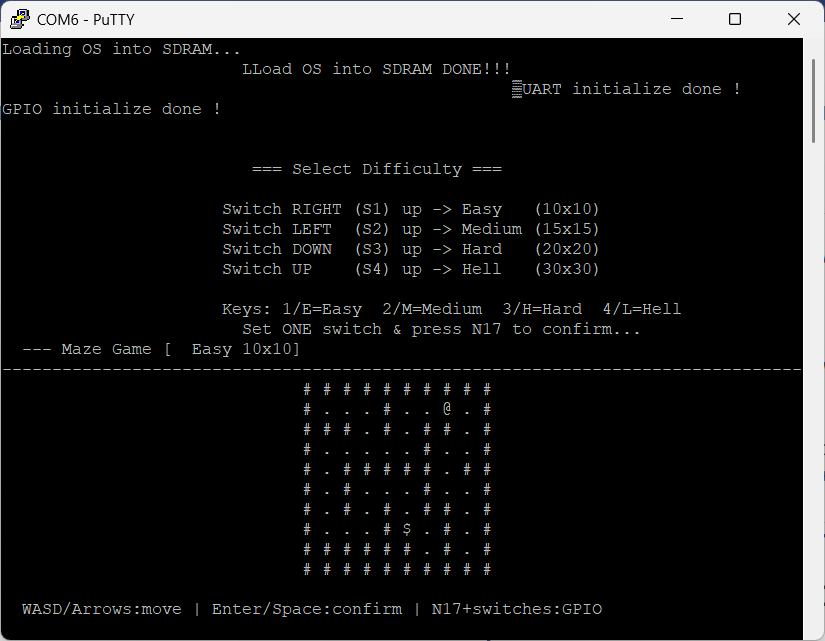 COM6 - PuTTY
Loading OS into SDRAM...
LLoad OS into SDRAM DONE!!!
▒UART initialize done !
GPIO initialize done !
=== Select Difficulty ===
Switch RIGHT (S1) up -> Easy   (10x10)
Switch LEFT  (S2) up -> Medium (15x15)
Switch DOWN  (S3) up -> Hard   (20x20)
Switch UP    (S4) up -> Hell   (30x30)
Keys: 1/E=Easy  2/M=Medium  3/H=Hard  4/L=Hell
Set ONE switch & press N17 to confirm...
--- Maze Game [  Easy 10x10]
--------------------------------------------------------------------------------
# # # # # # # # # #
# . . . # . . @ . #
# # # . # . # # . #
# . . . . . # . . #
# . # # # # # . # #
# . # . . . # . . #
# . # . # . # # . #
# . . . # $ . # . #
# # # # # # . # . #
# # # # # # # # # #
WASD/Arrows:move | Enter/Space:confirm | N17+switches:GPIO